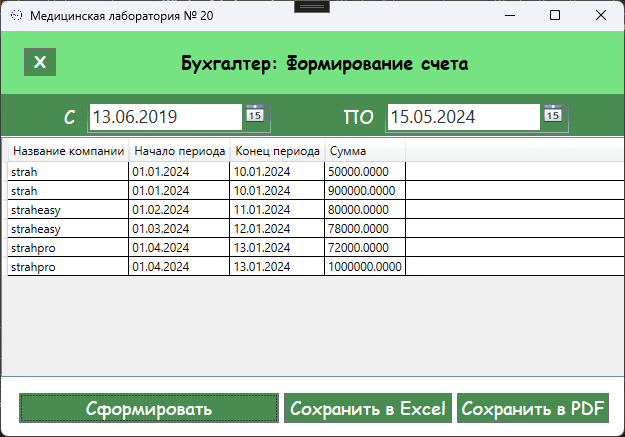 Медицинская лаборатория № 20
X Бухгалтер: Формирование счета
С 13.06.2019 15 ПО 15.05.2024 15
Название компании Начало периода Конец периода Сумма
strah 01.01.2024 10.01.2024 50000.0000
strah 01.01.2024 10.01.2024 900000.0000
straheasy 01.02.2024 11.01.2024 80000.0000
straheasy 01.03.2024 12.01.2024 78000.0000
strahpro 01.04.2024 13.01.2024 72000.0000
strahpro 01.04.2024 13.01.2024 1000000.0000
Сформировать Сохранить в Excel Сохранить в PDF